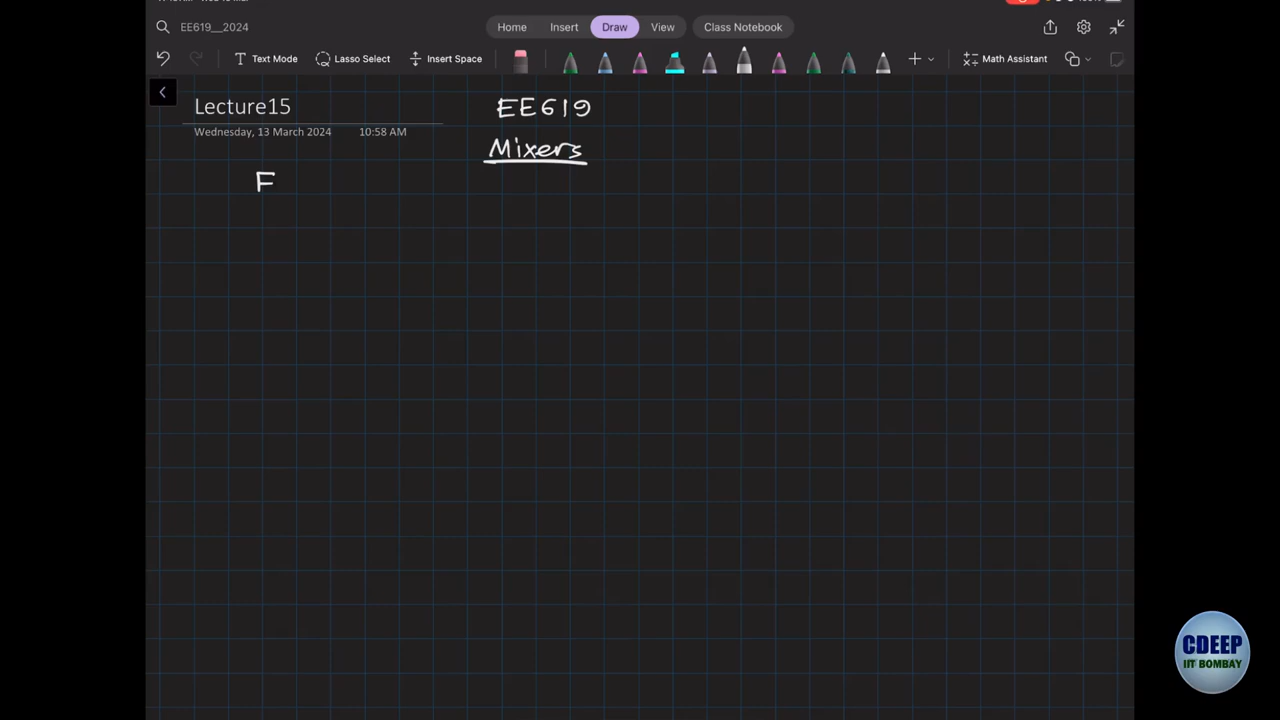 EE619__2024
Home Insert Draw View Class Notebook
Text Mode Lasso Select Insert Space Math Assistant
Lecture15
Wednesday, 13 March 2024 10:58 AM
EE619
Mixers
F
CDEEP
IIT BOMBAY